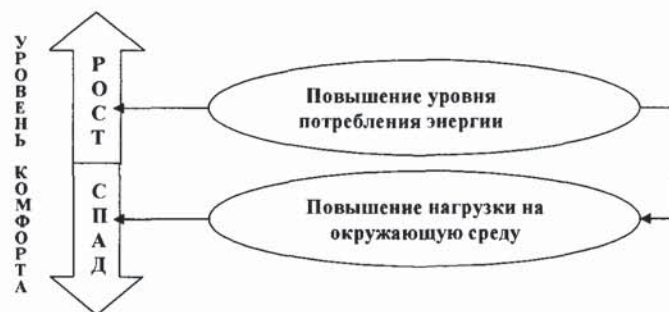 УРОВЕНЬ КОМФОРТА
РОСТ
СПАД
Повышение уровня
потребления энергии
Повышение нагрузки на
окружающую среду